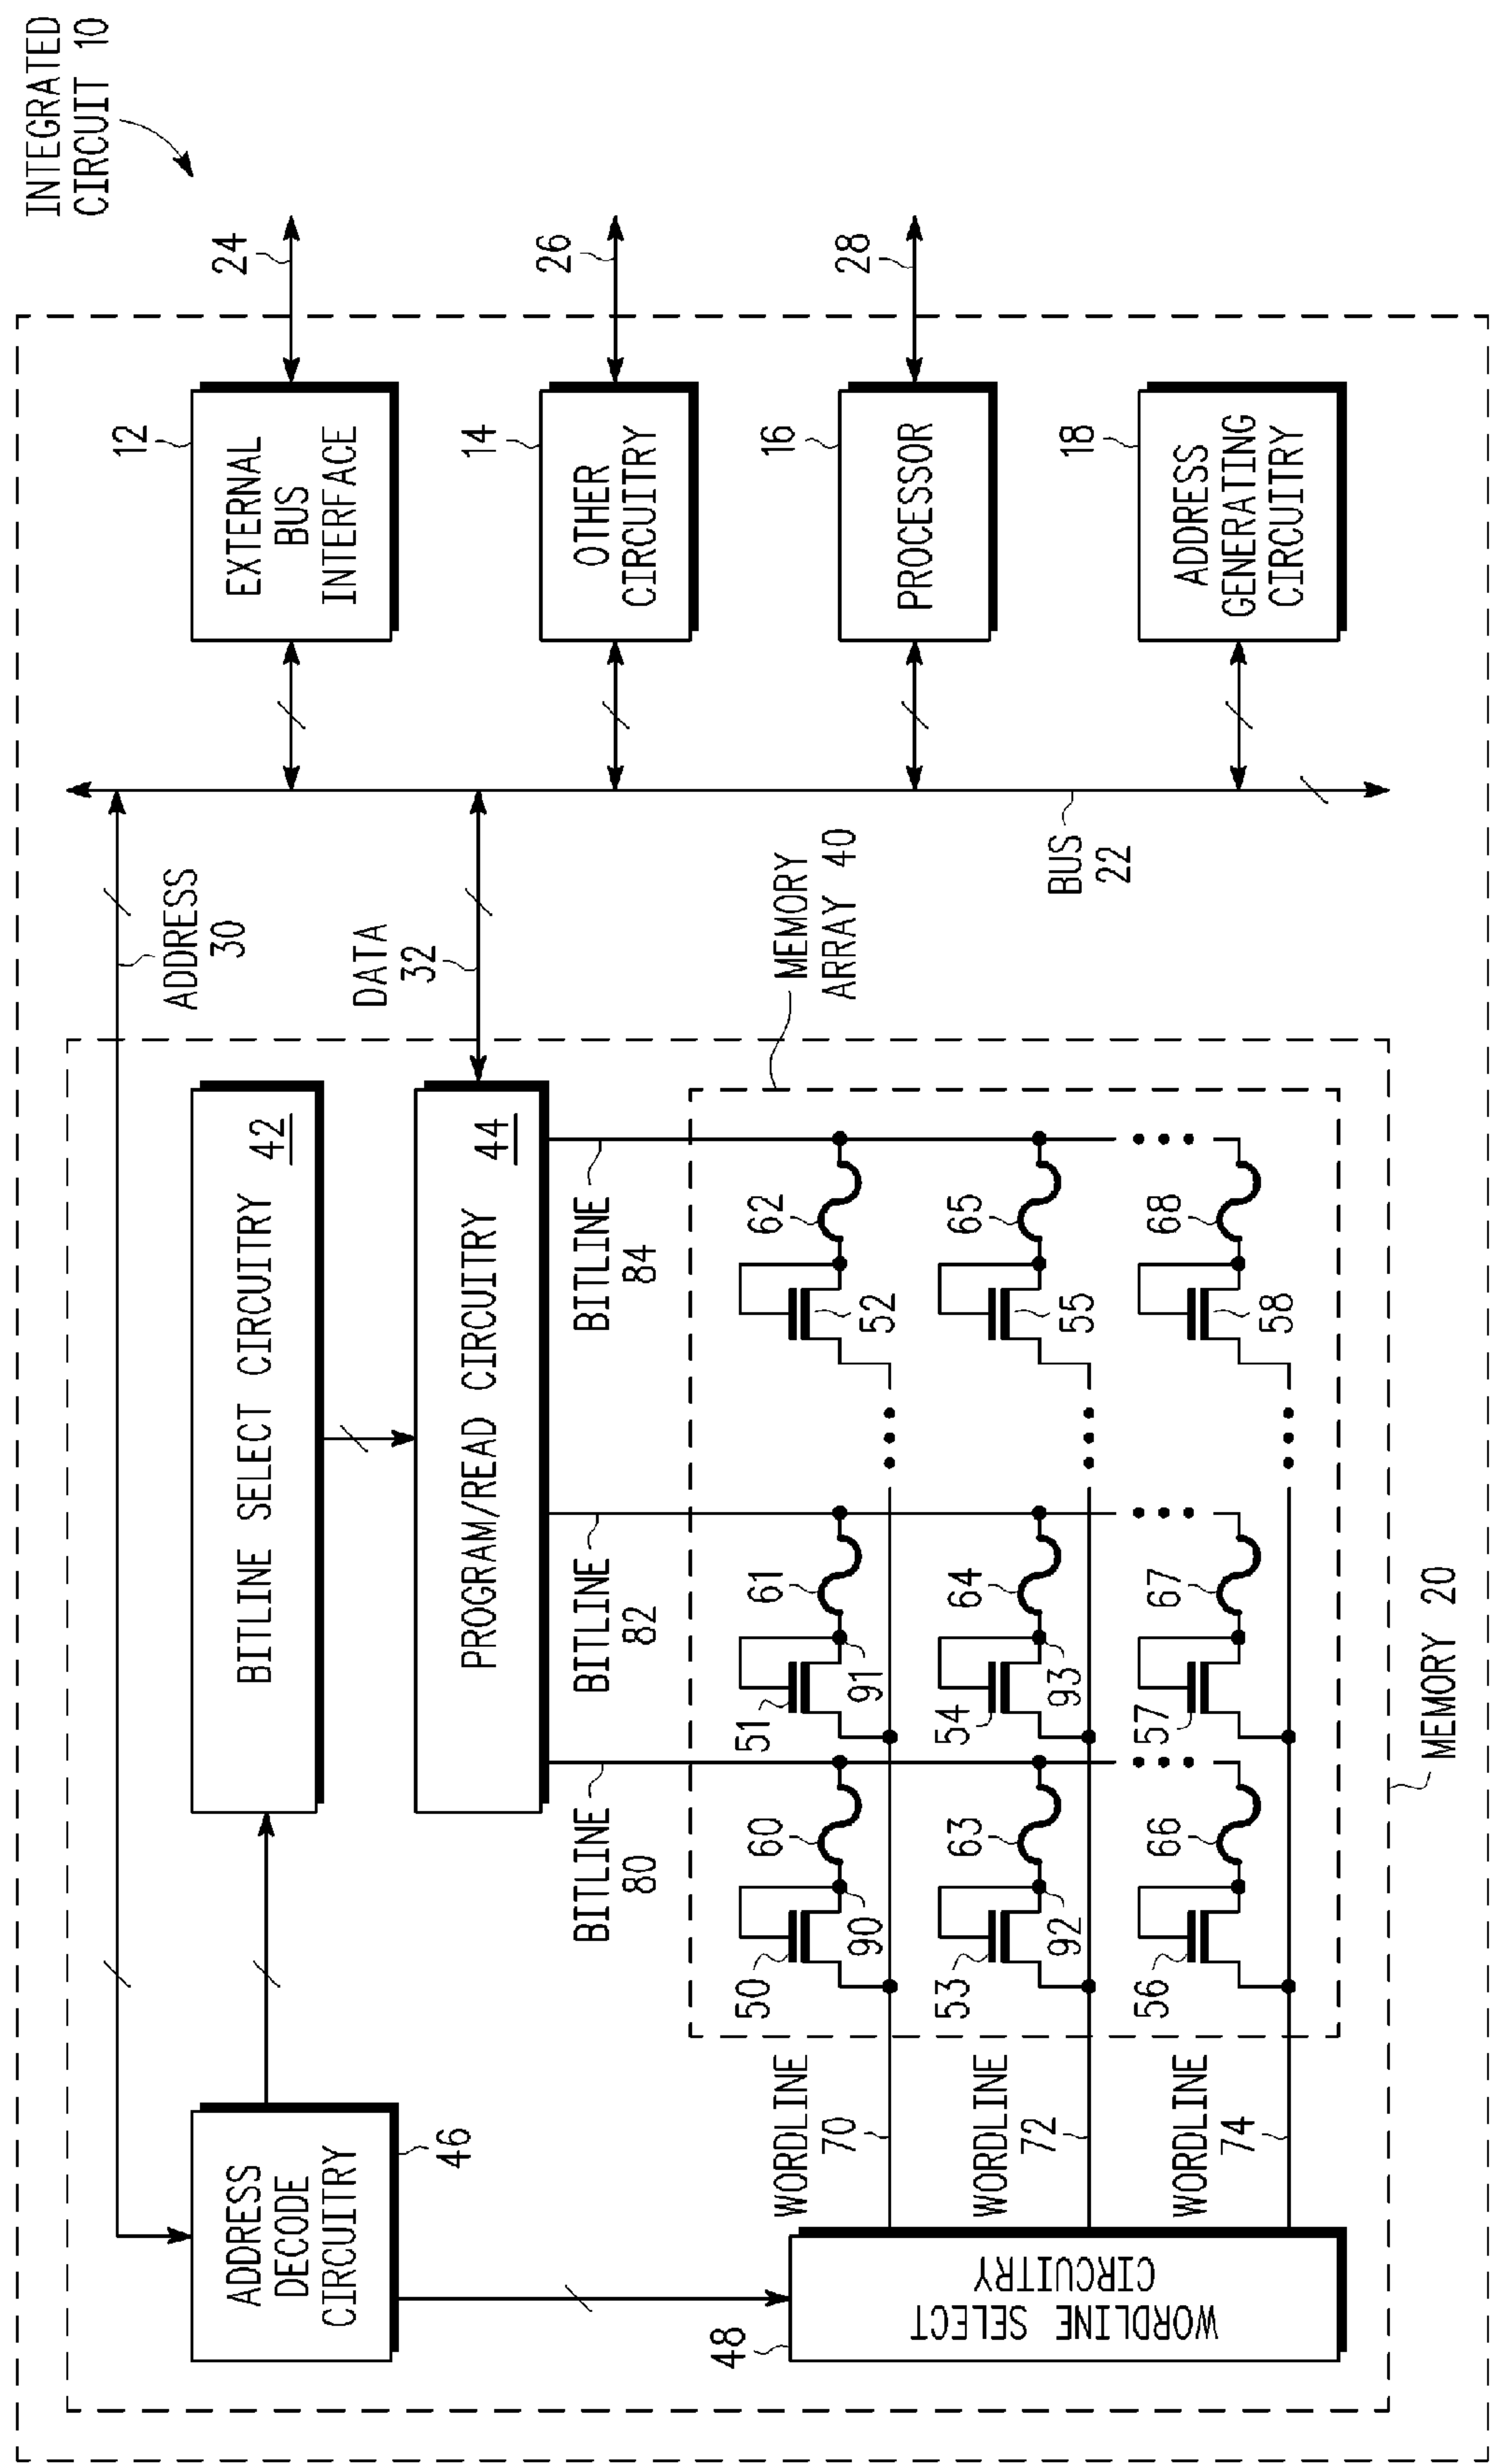 INTEGRATED
CIRCUIT 10
24
26
28
12
EXTERNAL
BUS
INTERFACE
14
OTHER
CIRCUITRY
16
PROCESSOR
18
ADDRESS
GENERATING
CIRCUITRY
BUS
22
ADDRESS
30
DATA
32
MEMORY
ARRAY 40
BITLINE SELECT CIRCUITRY 42
PROGRAM/READ CIRCUITRY 44
ADDRESS
DECODE
CIRCUITRY
46
BITLINE
80
BITLINE
82
BITLINE
84
50
90
60
51
91
61
52
62
53
92
63
54
93
64
55
65
56
66
57
67
58
68
WORDLINE
70
WORDLINE
72
WORDLINE
74
48
WORDLINE SELECT
CIRCUITRY
MEMORY 20